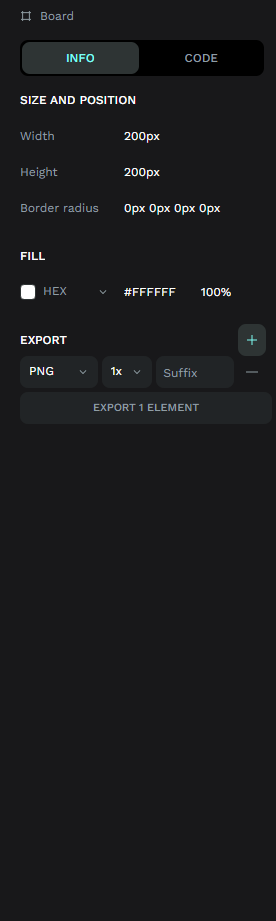 Board
INFO CODE
SIZE AND POSITION
Width 200px
Height 200px
Border radius 0px 0px 0px 0px
FILL
HEX #FFFFFF 100%
EXPORT
PNG 1x Suffix
EXPORT 1 ELEMENT